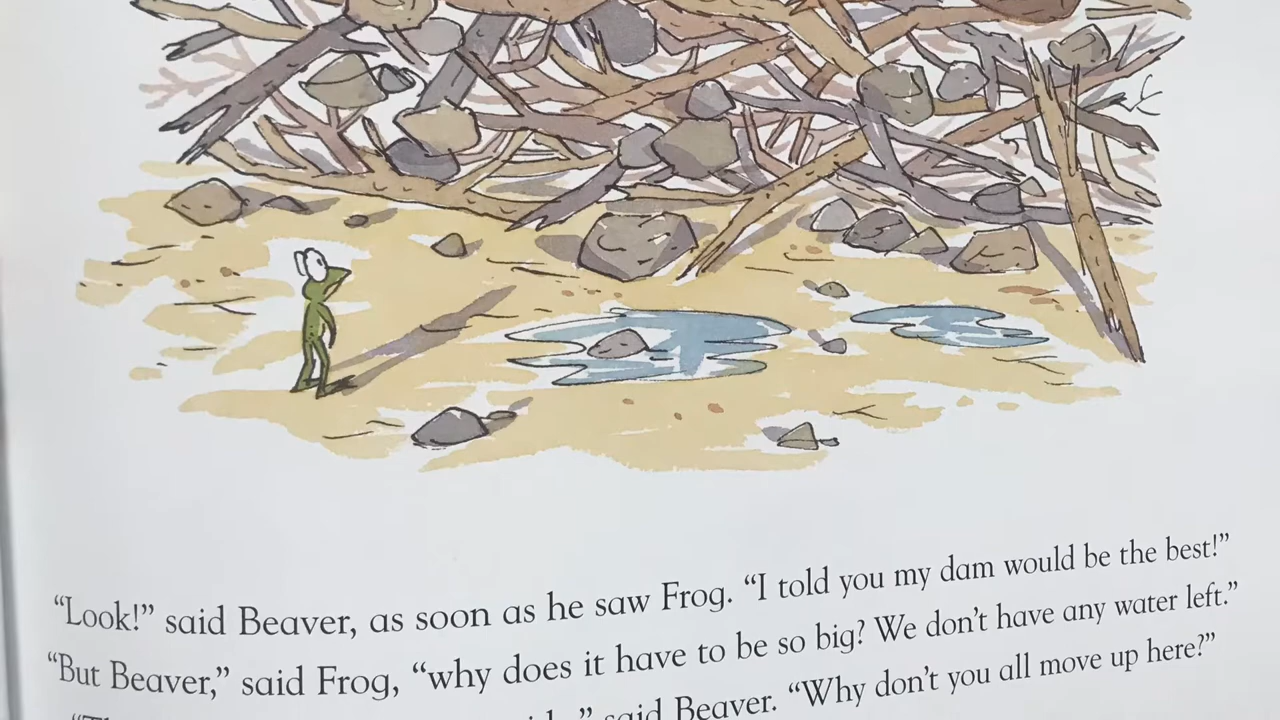 “Look!” said Beaver, as soon as he saw Frog. “I told you my dam would be the best!”
“But Beaver,” said Frog, “why does it have to be so big? We don’t have any water left.”
said Beaver. “Why don’t you all move up here?”